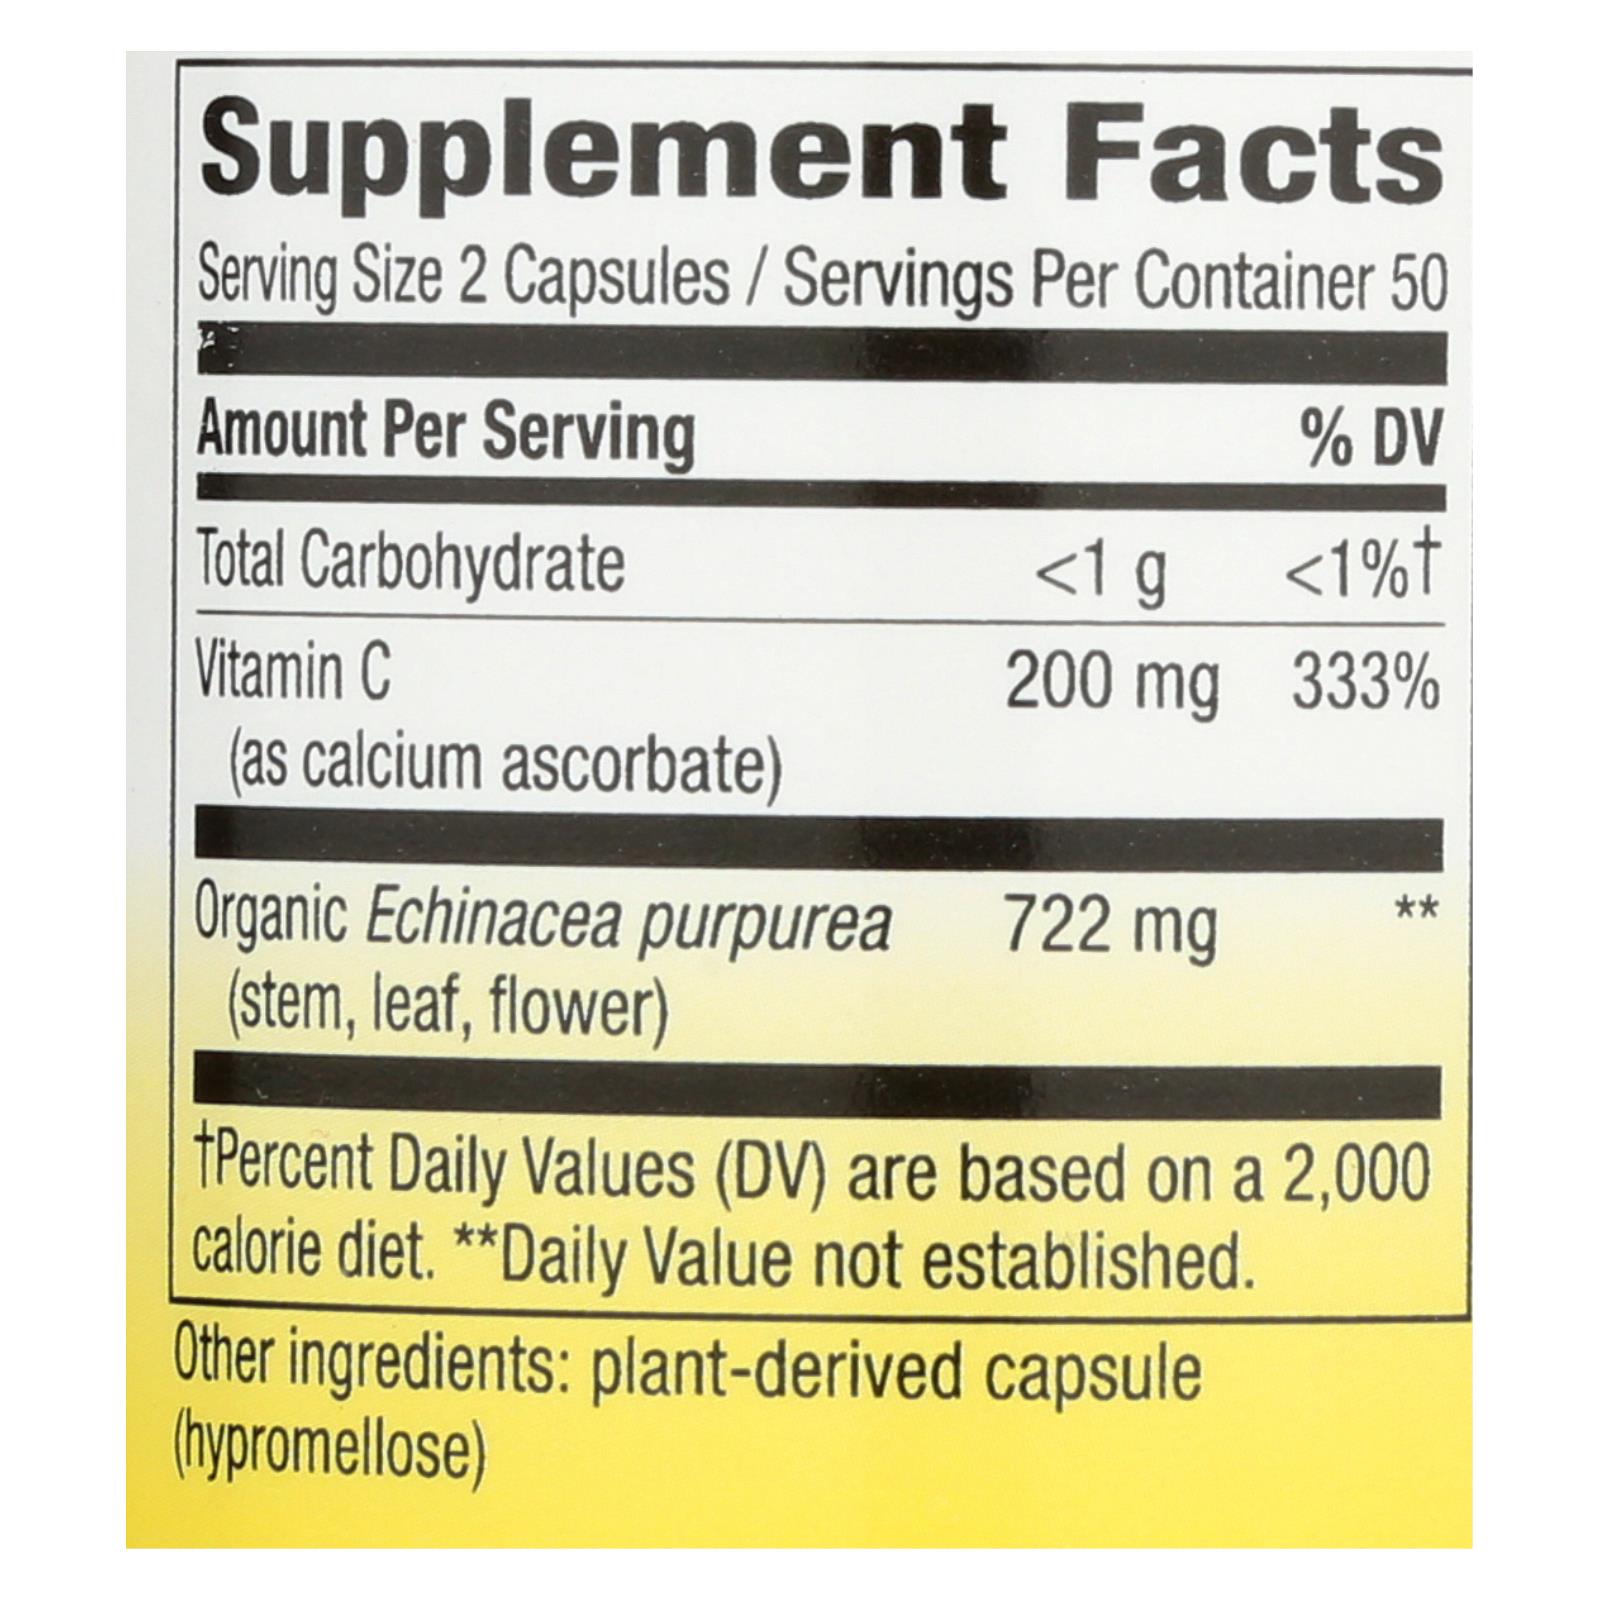 Supplement Facts
Serving Size 2 Capsules / Servings Per Container 50
Amount Per Serving % DV
Total Carbohydrate <1 g <1%†
Vitamin C 200 mg 333%
(as calcium ascorbate)
Organic Echinacea purpurea 722 mg **
(stem, leaf, flower)
†Percent Daily Values (DV) are based on a 2,000
calorie diet. **Daily Value not established.
Other ingredients: plant-derived capsule
(hypromellose)